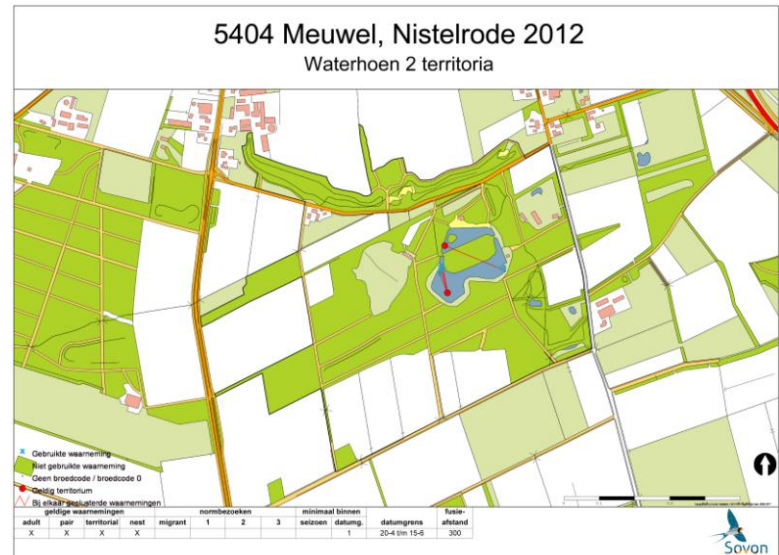 5404 Meuwel, Nistelrode 2012
Waterhoen 2 territoria
Gebruikte waarneming
Niet gebruikte waarneming
Geen broedcode / broedcode 0
Geldig territorium
Bij elkaar geclusterde waarnemingen
geldige waarnemingen normbezoeken minimaal binnen fusie-
adult pair territorial nest migrant 1 2 3 seizoen datumg. datumgrens afstand
X X X X 1 20-4 t/m 15-6 300
Sovon